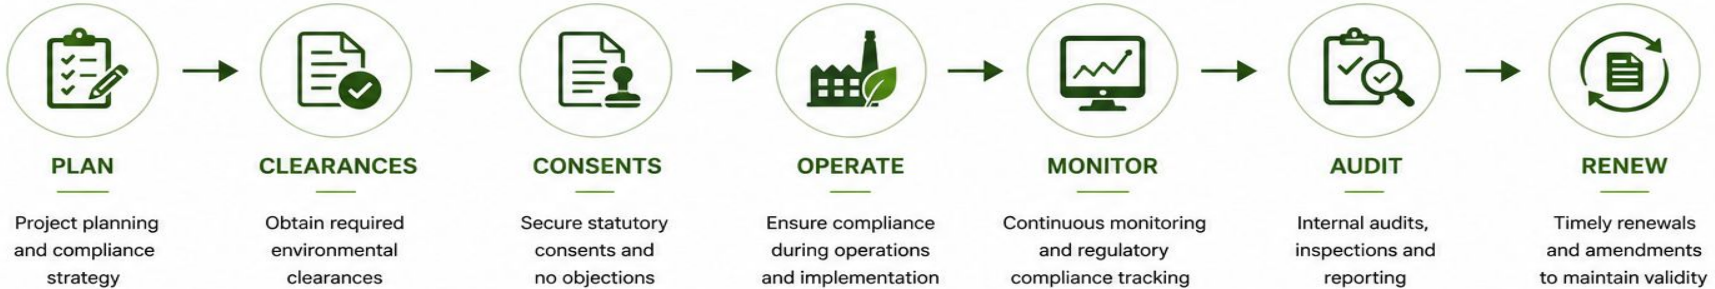 PLAN
Project planning
and compliance
strategy
CLEARANCES
Obtain required
environmental
clearances
CONSENTS
Secure statutory
consents and
no objections
OPERATE
Ensure compliance
during operations
and implementation
MONITOR
Continuous monitoring
and regulatory
compliance tracking
AUDIT
Internal audits,
inspections and
reporting
RENEW
Timely renewals
and amendments
to maintain validity